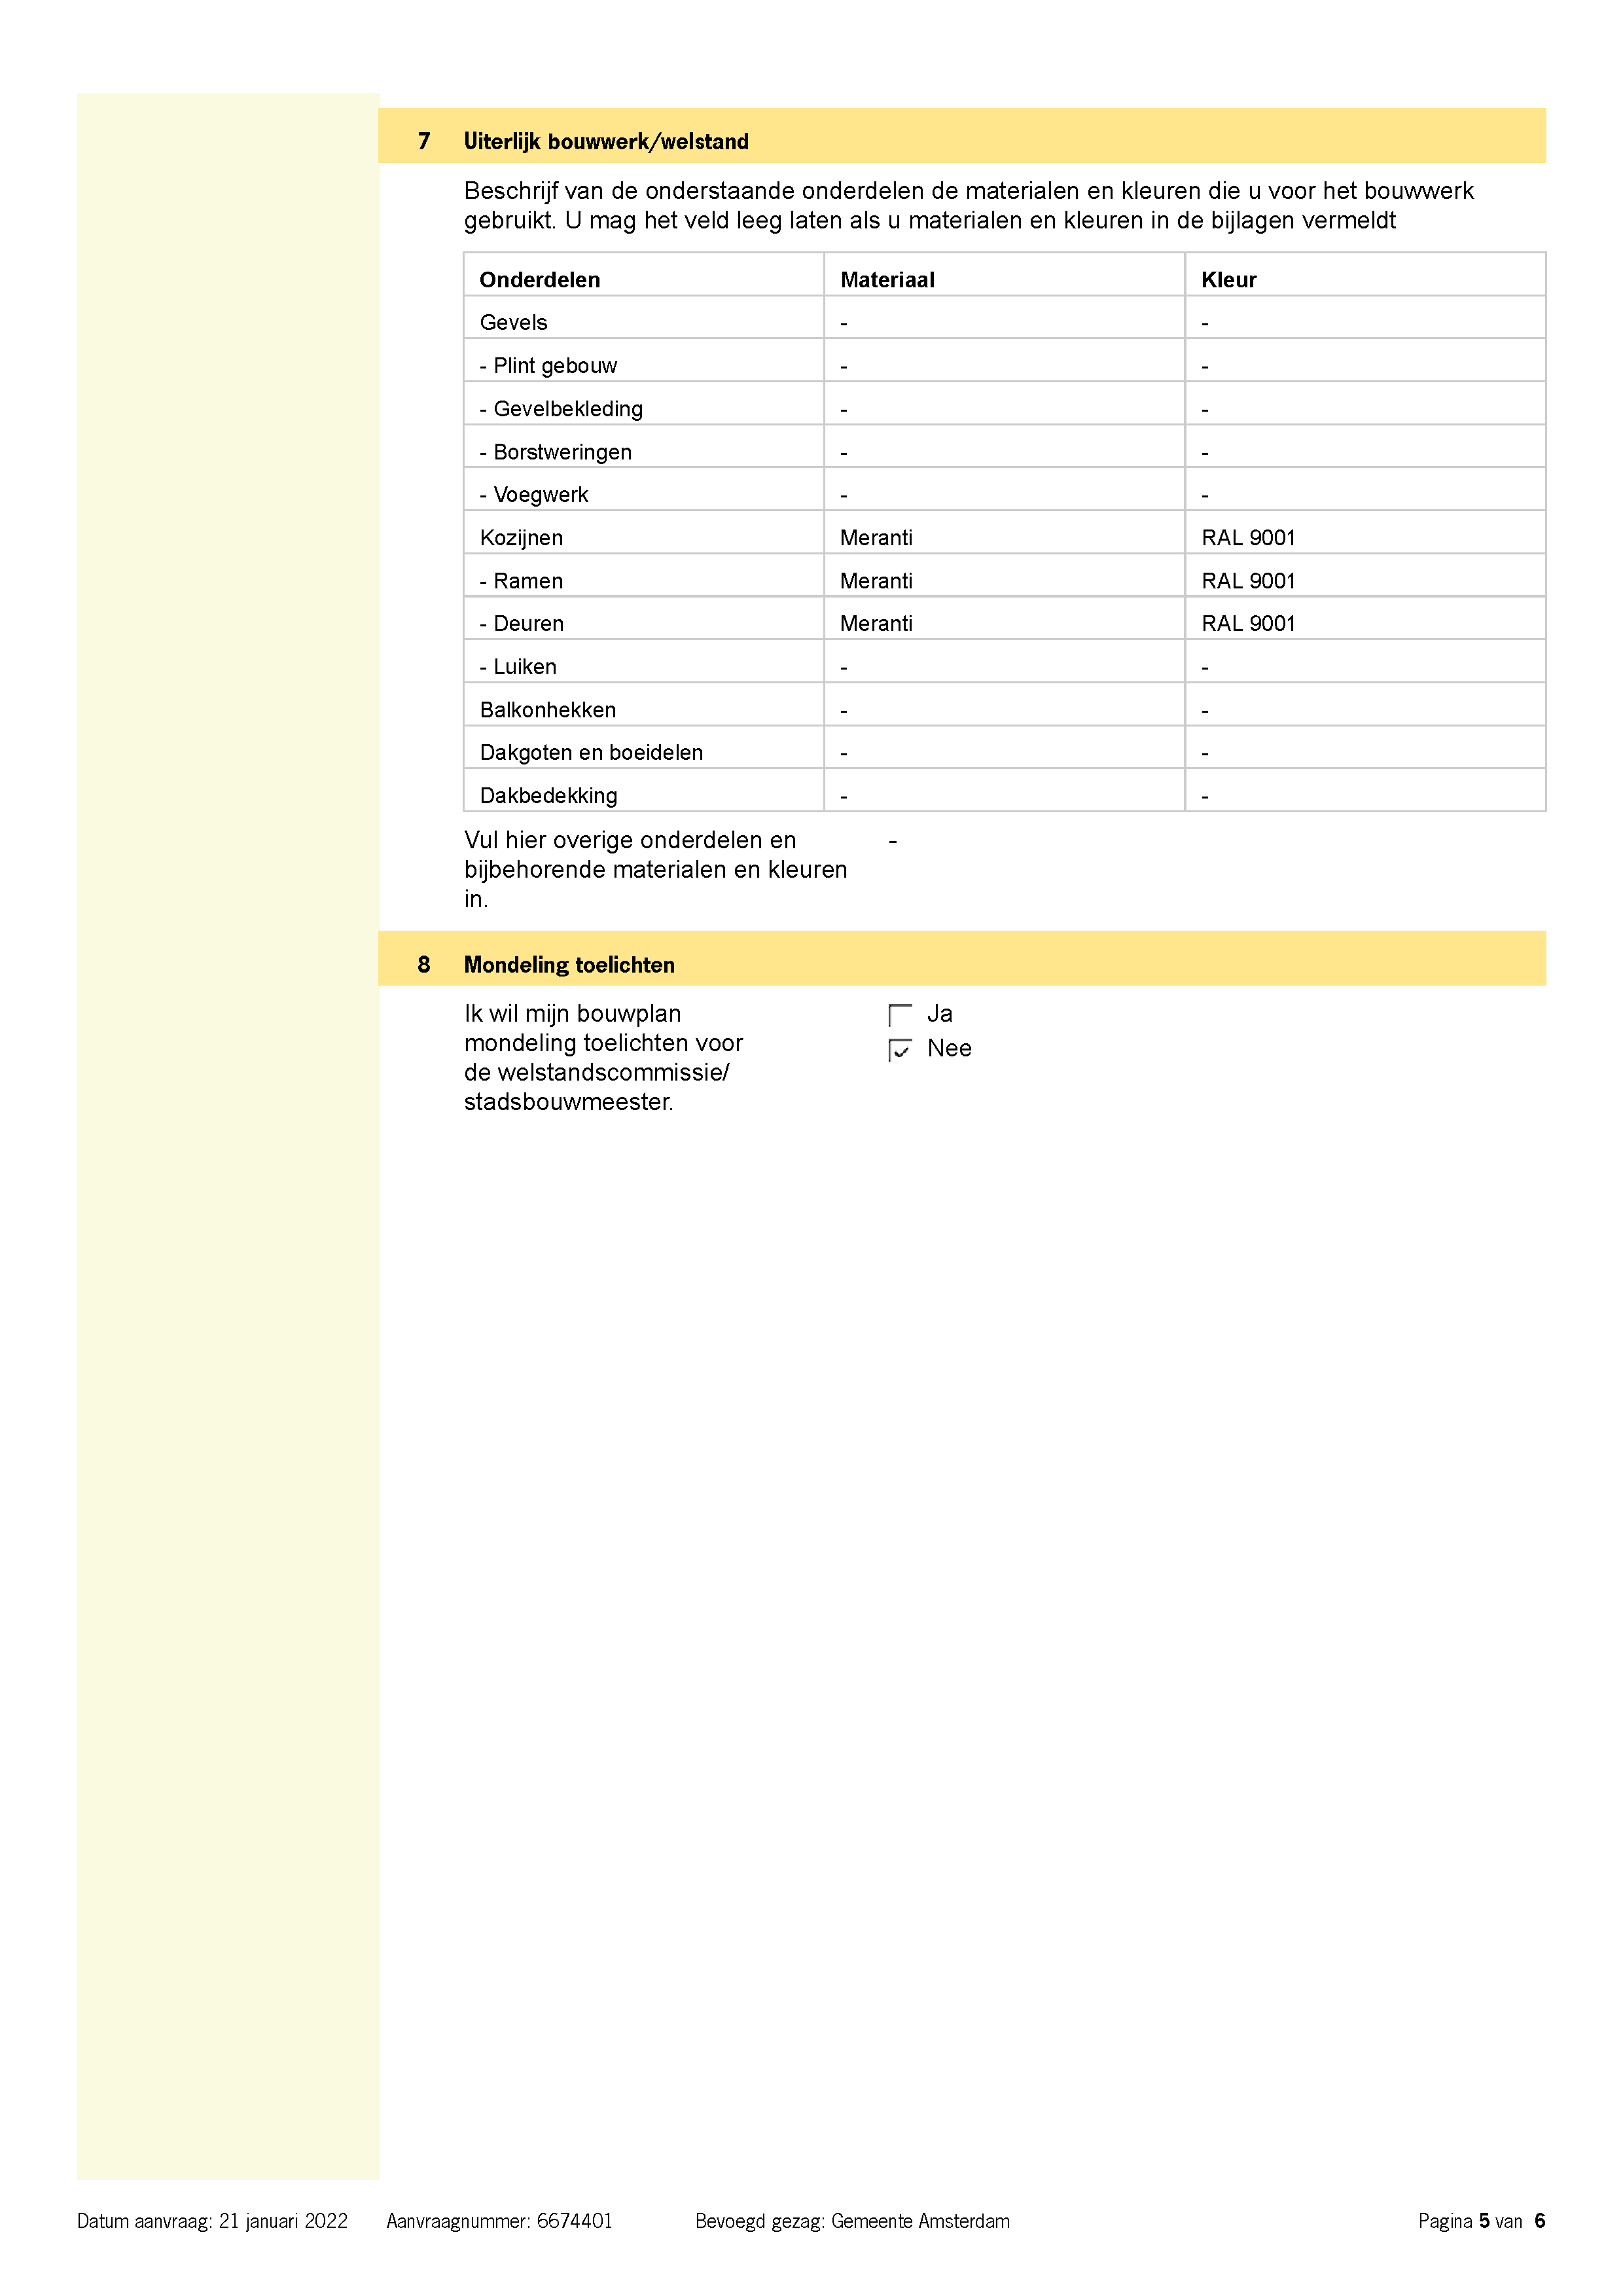 7 Uiterlijk bouwwerk/welstand
Beschrijf van de onderstaande onderdelen de materialen en kleuren die u voor het bouwwerk
gebruikt. U mag het veld leeg laten als u materialen en kleuren in de bijlagen vermeldt
Onderdelen Materiaal Kleur
Gevels - -
- Plint gebouw - -
- Gevelbekleding - -
- Borstweringen - -
- Voegwerk - -
Kozijnen Meranti RAL 9001
- Ramen Meranti RAL 9001
- Deuren Meranti RAL 9001
- Luiken - -
Balkonhekken - -
Dakgoten en boeidelen - -
Dakbedekking - -
Vul hier overige onderdelen en -
bijbehorende materialen en kleuren
in.
8 Mondeling toelichten
Ik wil mijn bouwplan
mondeling toelichten voor
de welstandscommissie/
stadsbouwmeester.
Ja
Nee
Datum aanvraag: 21 januari 2022 Aanvraagnummer: 6674401 Bevoegd gezag: Gemeente Amsterdam Pagina 5 van 6